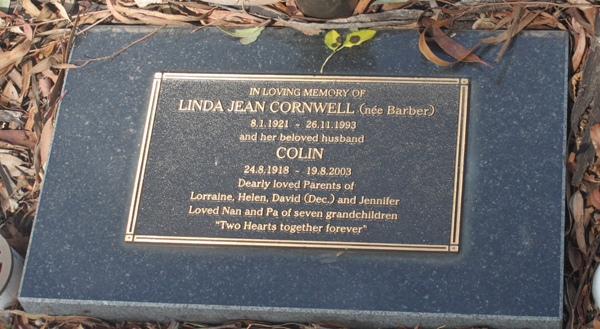 IN LOVING MEMORY OF
LINDA JEAN CORNWELL (née Barber)
8.1.1921 - 26.11.1993
and her beloved husband
COLIN
24.8.1918 - 19.8.2003
Dearly loved Parents of
Lorraine, Helen, David (Dec.) and Jennifer
Loved Nan and Pa of seven grandchildren
"Two Hearts together forever"